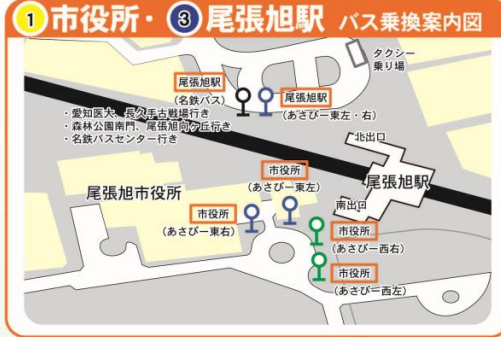 1 市役所・3 尾張旭駅 バス乗換案内図
タクシー
乗り場
尾張旭駅
(名鉄バス)
・愛知医大、長久手古戦場行き
・森林公園南門、尾張旭向ヶ丘行き
・名鉄バスセンター行き
尾張旭駅
(あさぴー東左・右)
北出口
尾張旭駅
南出口
市役所
(あさぴー東左)
尾張旭市役所
市役所
(あさぴー東右)
市役所
(あさぴー西右)
市役所
(あさぴー西左)